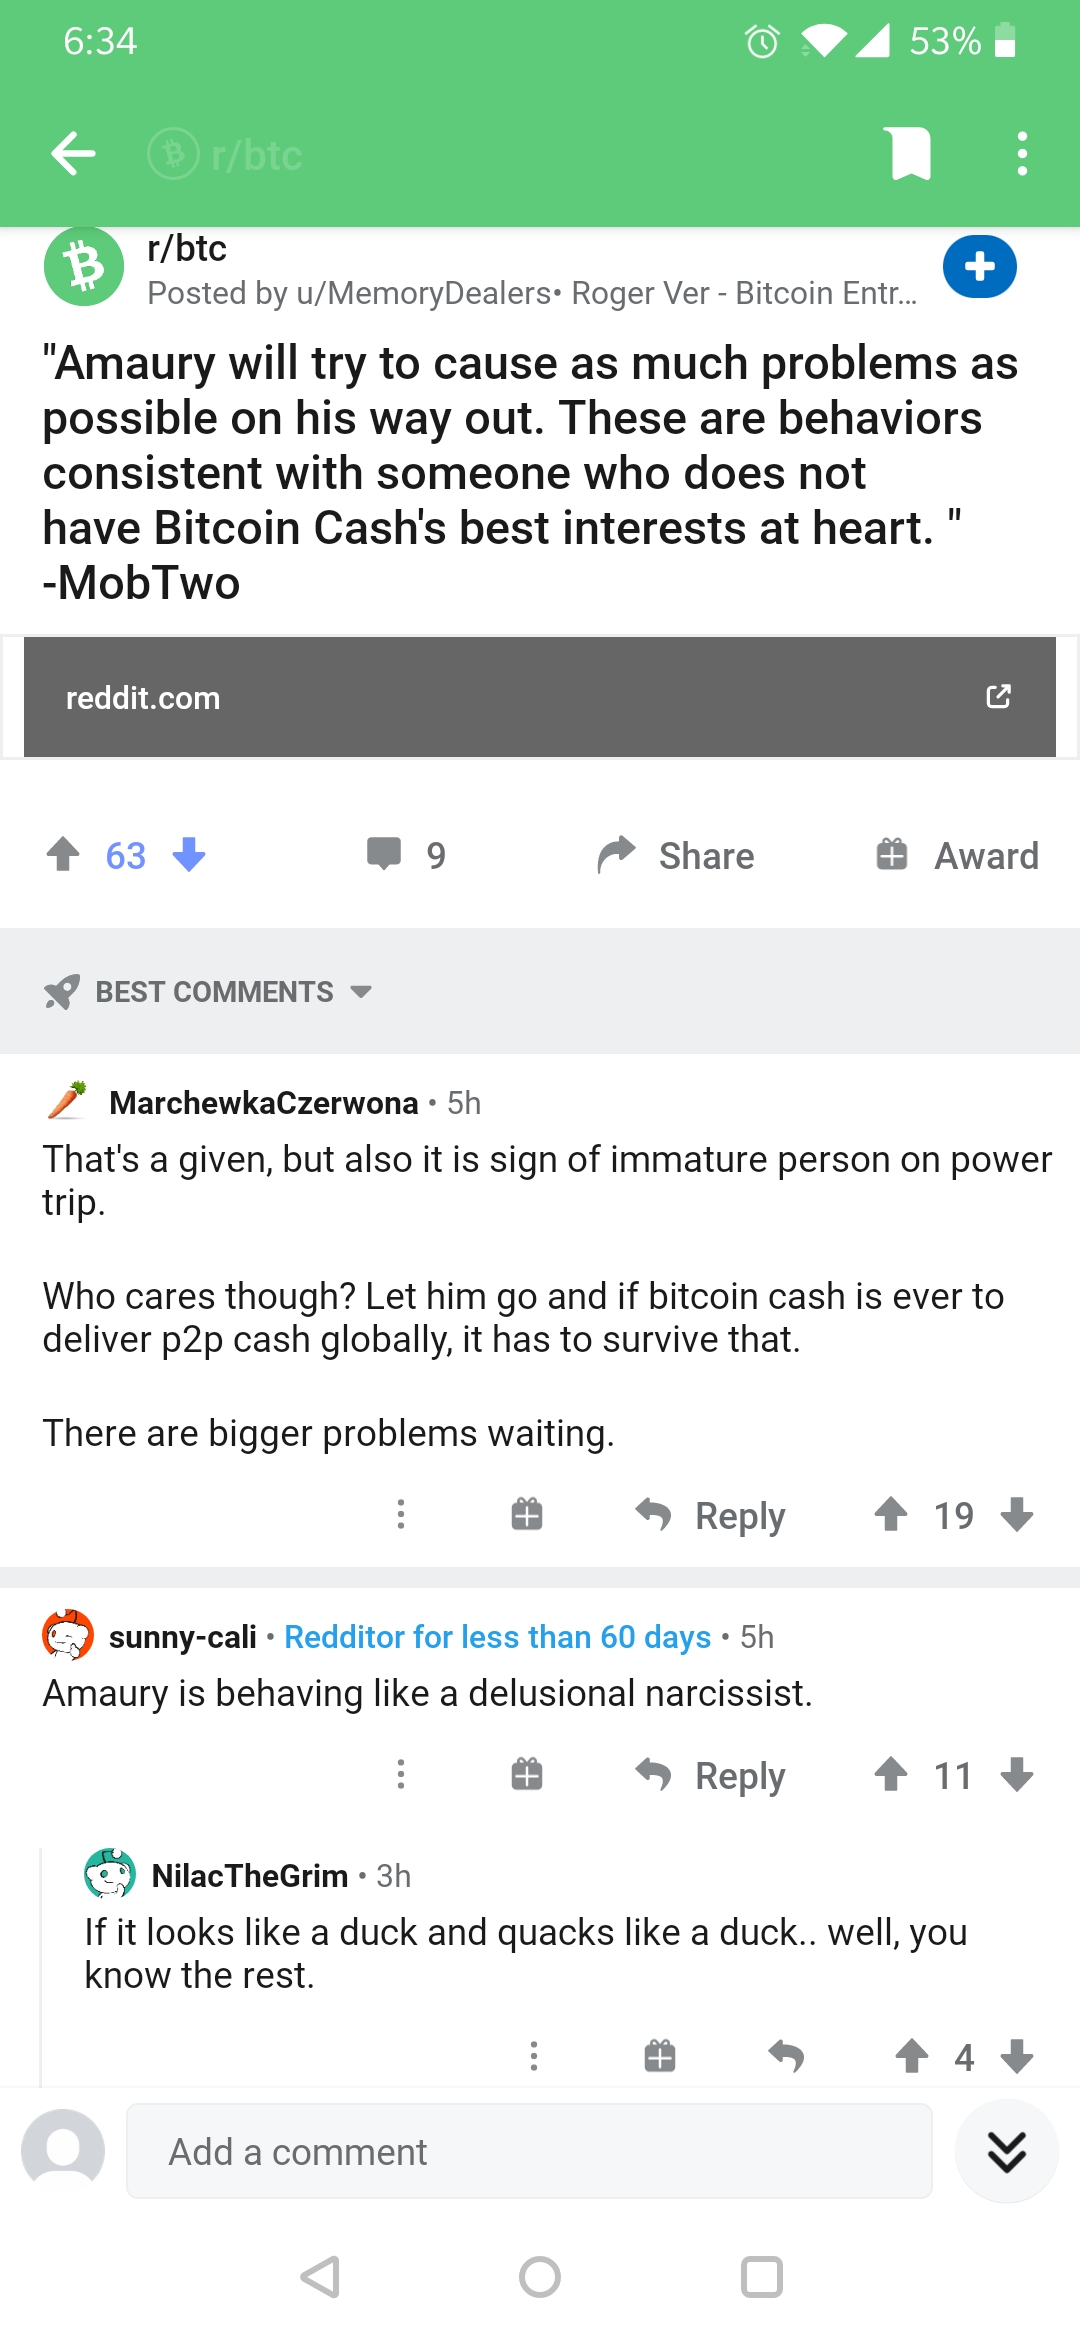 6:34
53%
r/btc
r/btc
Posted by u/MemoryDealers• Roger Ver - Bitcoin Entr...
"Amaury will try to cause as much problems as
possible on his way out. These are behaviors
consistent with someone who does not
have Bitcoin Cash's best interests at heart. "
-MobTwo
reddit.com
63
9
Share
Award
BEST COMMENTS
MarchewkaCzerwona • 5h
That's a given, but also it is sign of immature person on power
trip.
Who cares though? Let him go and if bitcoin cash is ever to
deliver p2p cash globally, it has to survive that.
There are bigger problems waiting.
Reply
19
sunny-cali • Redditor for less than 60 days • 5h
Amaury is behaving like a delusional narcissist.
Reply
11
NilacTheGrim • 3h
If it looks like a duck and quacks like a duck.. well, you
know the rest.
4
Add a comment